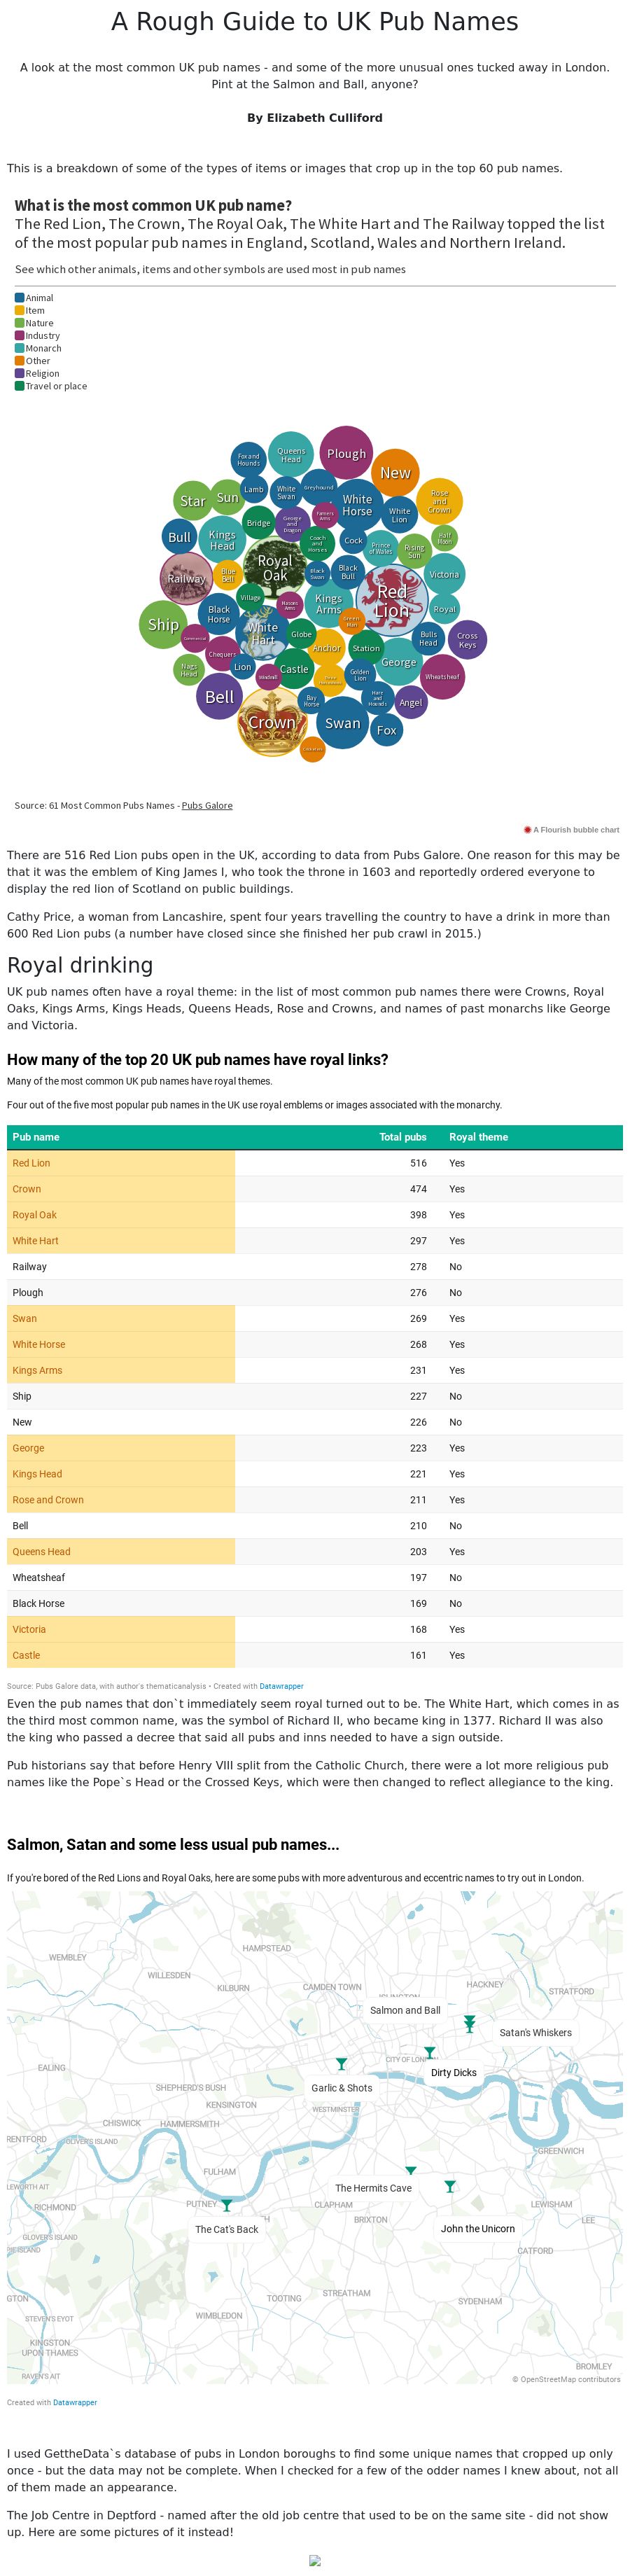 A Rough Guide to UK Pub Names
A look at the most common UK pub names - and some of the more unusual ones tucked away in London.
Pint at the Salmon and Ball, anyone?
By Elizabeth Culliford
This is a breakdown of some of the types of items or images that crop up in the top 60 pub names.
What is the most common UK pub name?
The Red Lion, The Crown, The Royal Oak, The White Hart and The Railway topped the list
of the most popular pub names in England, Scotland, Wales and Northern Ireland.
See which other animals, items and other symbols are used most in pub names
Animal
Item
Nature
Industry
Monarch
Other
Religion
Travel or place
Fox and
Hounds
Queens
Head
Plough
New
Star
Sun
Lamb
White
Swan
Greyhound
White
Horse
White
Lion
Rose
and
Crown
Bull
Kings
Head
Bridge
George
and
Dragon
Farmers
Arms
Coach
and
Horses
Cock
Prince
of Wales
Rising
Sun
Half
Moon
Railway
Blue
Bell
Royal
Oak
Black
Swan
Black
Bull
Red
Lion
Victoria
Ship
Black
Horse
Village
White
Hart
Masons
Arms
Kings
Arms
Green
Man
Royal
Commercial
Chequers
Globe
Anchor
Station
George
Bulls
Head
Cross
Keys
Nags
Head
Lion
Windmill
Castle
Golden
Lion
Wheatsheaf
Bell
Crown
Bay
Horse
Swan
Hare
and
Hounds
Angel
Fox
Cricketers
Source: 61 Most Common Pubs Names - Pubs Galore
A Flourish bubble chart
There are 516 Red Lion pubs open in the UK, according to data from Pubs Galore. One reason for this may be
that it was the emblem of King James I, who took the throne in 1603 and reportedly ordered everyone to
display the red lion of Scotland on public buildings.
Cathy Price, a woman from Lancashire, spent four years travelling the country to have a drink in more than
600 Red Lion pubs (a number have closed since she finished her pub crawl in 2015.)
Royal drinking
UK pub names often have a royal theme: in the list of most common pub names there were Crowns, Royal
Oaks, Kings Arms, Kings Heads, Queens Heads, Rose and Crowns, and names of past monarchs like George
and Victoria.
How many of the top 20 UK pub names have royal links?
Many of the most common UK pub names have royal themes.
Four out of the five most popular pub names in the UK use royal emblems or images associated with the monarchy.
Pub name Total pubs Royal theme
Red Lion 516 Yes
Crown 474 Yes
Royal Oak 398 Yes
White Hart 297 Yes
Railway 278 No
Plough 276 No
Swan 269 Yes
White Horse 268 Yes
Kings Arms 231 Yes
Ship 227 No
New 226 No
George 223 Yes
Kings Head 221 Yes
Rose and Crown 211 Yes
Bell 210 No
Queens Head 203 Yes
Wheatsheaf 197 No
Black Horse 169 No
Victoria 168 Yes
Castle 161 Yes
Source: Pubs Galore data, with author's thematicanalysis • Created with Datawrapper
Even the pub names that don`t immediately seem royal turned out to be. The White Hart, which comes in as
the third most common name, was the symbol of Richard II, who became king in 1377. Richard II was also
the king who passed a decree that said all pubs and inns needed to have a sign outside.
Pub historians say that before Henry VIII split from the Catholic Church, there were a lot more religious pub
names like the Pope`s Head or the Crossed Keys, which were then changed to reflect allegiance to the king.
Salmon, Satan and some less usual pub names...
If you're bored of the Red Lions and Royal Oaks, here are some pubs with more adventurous and eccentric names to try out in London.
HAMPSTEAD
WEMBLEY
WILLESDEN
KILBURN
CAMDEN TOWN
HACKNEY
STRATFORD
ISLINGTON
Salmon and Ball
Satan's Whiskers
CITY OF LONDON
EALING
Dirty Dicks
SHEPHERD'S BUSH
Garlic & Shots
KENSINGTON
WESTMINSTER
CHISWICK
HAMMERSMITH
RENTFORD
OLIVER'S ISLAND
GREENWICH
FULHAM
LEWORTH AIT
The Hermits Cave
RICHMOND
PUTNEY
CLAPHAM
LEWISHAM
BRIXTON
LEE
The Cat's Back
John the Unicorn
GLOVER'S ISLAND
CATFORD
STREATHAM
TOOTING
SYDENHAM
GTON
WIMBLEDON
STEVEN'S EYOT
KINGSTON
UPON THAMES
BROMLEY
RAVEN'S AIT
© OpenStreetMap contributors
Created with Datawrapper
I used GettheData`s database of pubs in London boroughs to find some unique names that cropped up only
once - but the data may not be complete. When I checked for a few of the odder names I knew about, not all
of them made an appearance.
The Job Centre in Deptford - named after the old job centre that used to be on the same site - did not show
up. Here are some pictures of it instead!